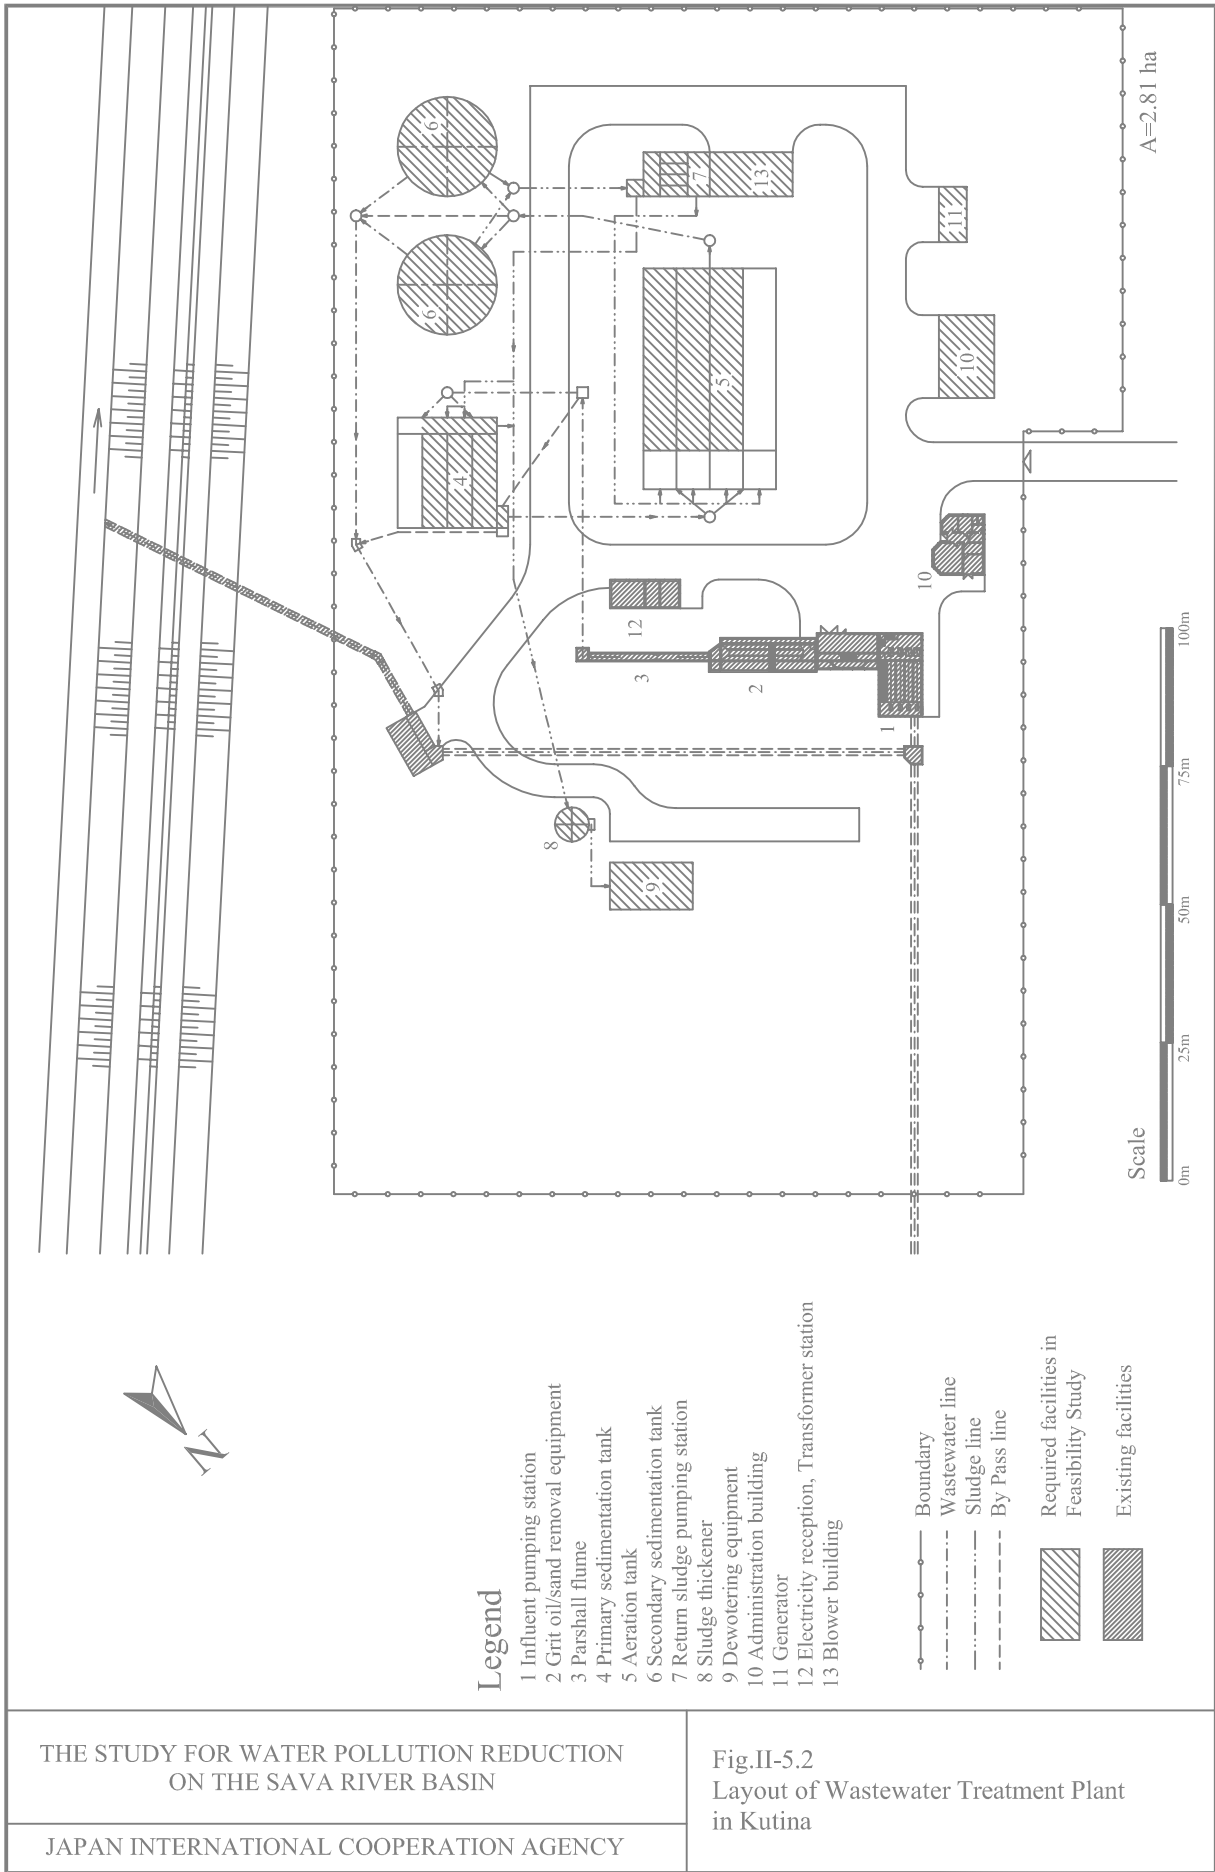 6
6
7
13
A=2.81 ha
11
4
5
10
10
12
3
2
1
8
9
Scale
0m
25m
50m
75m
100m
N
Legend
1 Influent pumping station
2 Grit oil/sand removal equipment
3 Parshall flume
4 Primary sedimentation tank
5 Aeration tank
6 Secondary sedimentation tank
7 Return sludge pumping station
8 Sludge thickener
9 Dewotering equipment
10 Administration building
11 Generator
12 Electricity reception, Transformer station
13 Blower building
Boundary
Wastewater line
Sludge line
By Pass line
Required facilities in
Feasibility Study
Existing facilities
THE STUDY FOR WATER POLLUTION REDUCTION
ON THE SAVA RIVER BASIN
JAPAN INTERNATIONAL COOPERATION AGENCY
Fig.II-5.2
Layout of Wastewater Treatment Plant
in Kutina